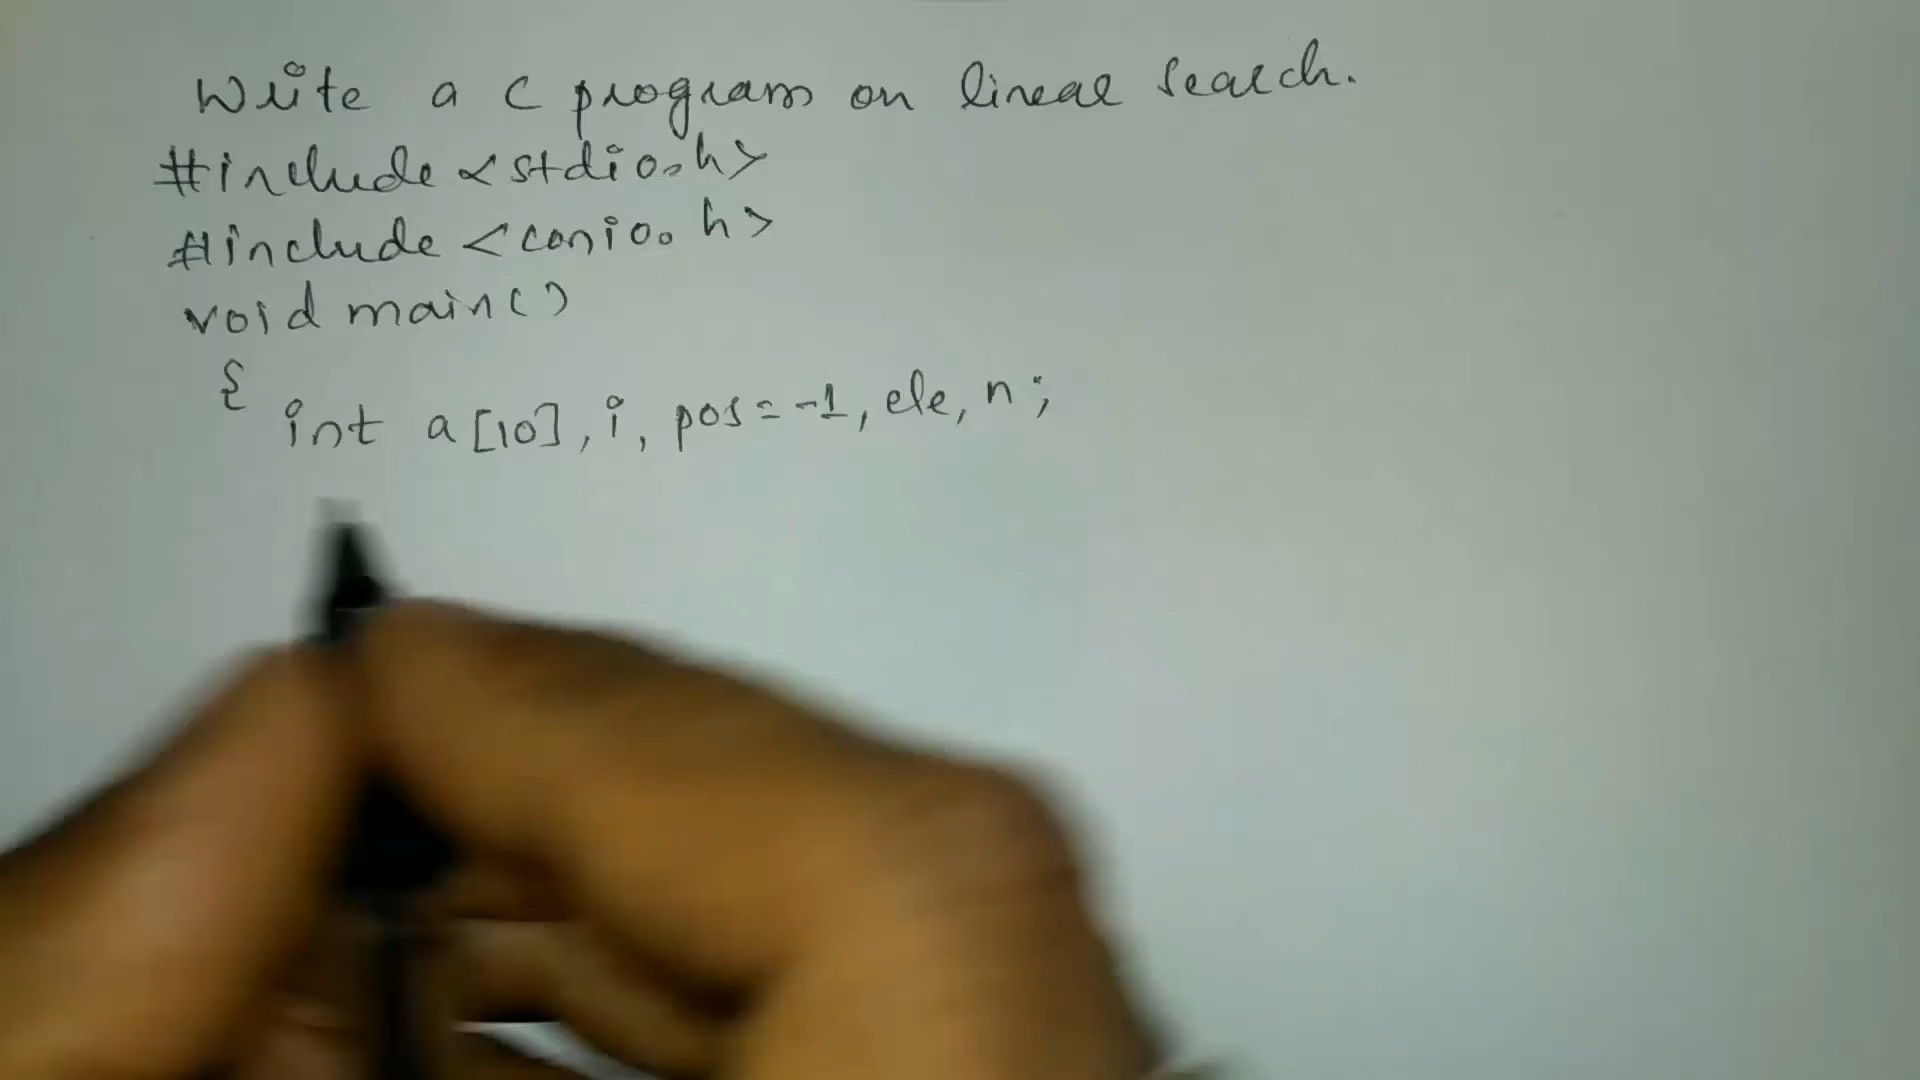 Write a C program on linear search.
#include <stdio.h>
#include <conio.h>
void main()
{
int a[10], i, pos=-1, ele, n;